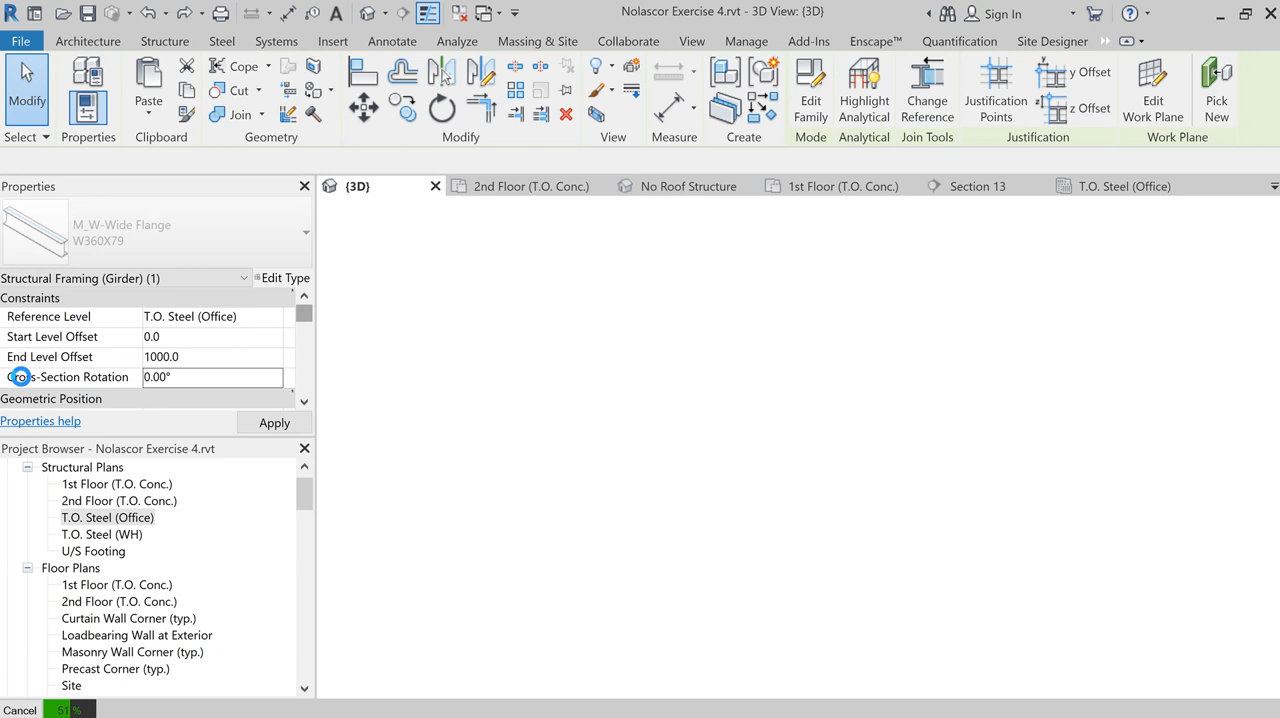 Nolascor Exercise 4.rvt - 3D View: {3D}
Sign In
File
Architecture
Structure
Steel
Systems
Insert
Annotate
Analyze
Massing & Site
Collaborate
View
Manage
Add-Ins
Enscape™
Quantification
Site Designer
Modify
Select
Properties
Paste
Clipboard
Cope
Cut
Join
Geometry
Modify
View
Measure
Create
Edit
Family
Mode
Highlight
Analytical
Analytical
Change
Reference
Join Tools
Justification
Points
y Offset
z Offset
Justification
Edit
Work Plane
Work Plane
Pick
New
Properties
{3D}
2nd Floor (T.O. Conc.)
No Roof Structure
1st Floor (T.O. Conc.)
Section 13
T.O. Steel (Office)
M_W-Wide Flange
W360X79
Structural Framing (Girder) (1)
Edit Type
Constraints
Reference Level
T.O. Steel (Office)
Start Level Offset
0.0
End Level Offset
1000.0
Cross-Section Rotation
0.00°
Geometric Position
Properties help
Apply
Project Browser - Nolascor Exercise 4.rvt
Structural Plans
1st Floor (T.O. Conc.)
2nd Floor (T.O. Conc.)
T.O. Steel (Office)
T.O. Steel (WH)
U/S Footing
Floor Plans
1st Floor (T.O. Conc.)
2nd Floor (T.O. Conc.)
Curtain Wall Corner (typ.)
Loadbearing Wall at Exterior
Masonry Wall Corner (typ.)
Precast Corner (typ.)
Site
Cancel
51 %